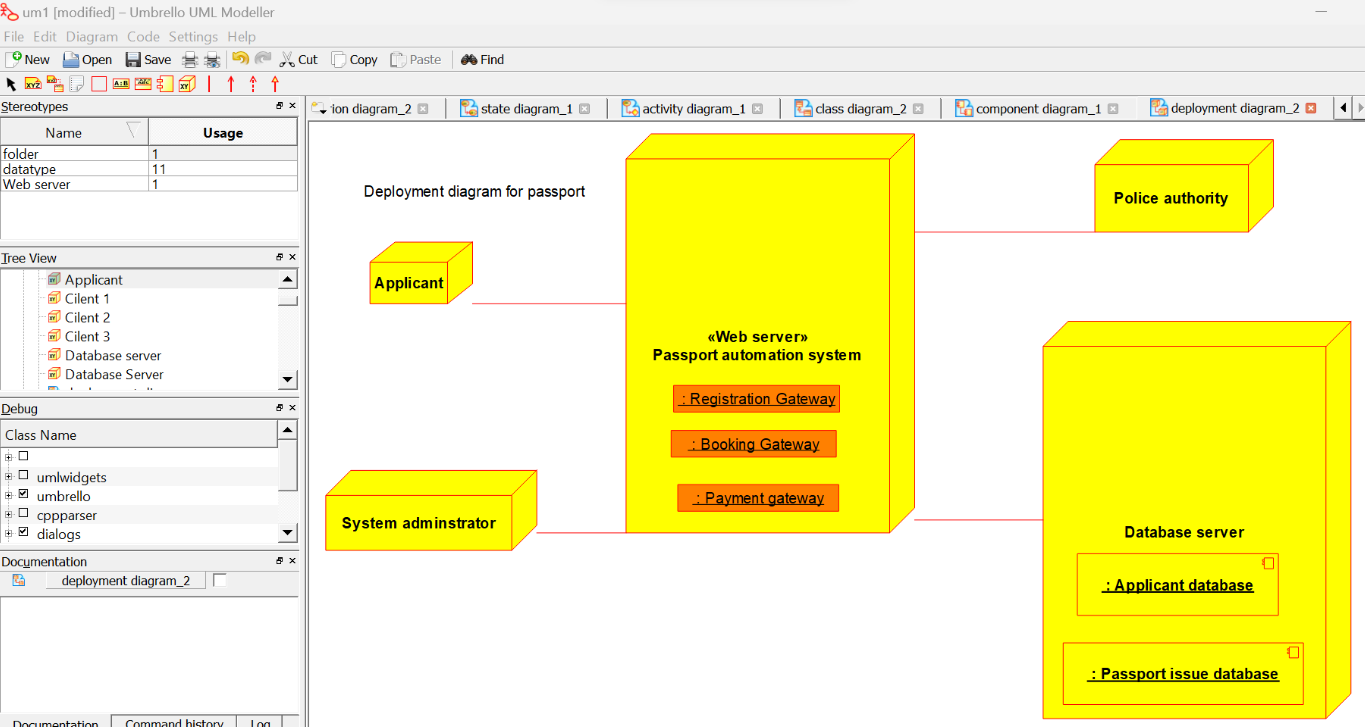 um1 [modified] – Umbrello UML Modeller
File Edit Diagram Code Settings Help
New Open Save Cut Copy Paste Find
XYZ A:B ABC XY
Stereotypes
Name Usage
folder 1
datatype 11
Web server 1
Tree View
Applicant
Cilent 1
Cilent 2
Cilent 3
Database server
Database Server
Debug
Class Name
umlwidgets
umbrello
cppparser
dialogs
Documentation
deployment diagram_2
Documentation Command history Log
ion diagram_2 state diagram_1 activity diagram_1 class diagram_2 component diagram_1 deployment diagram_2
Deployment diagram for passport
Applicant
System adminstrator
«Web server»
Passport automation system
: Registration Gateway
: Booking Gateway
: Payment gateway
Police authority
Database server
: Applicant database
: Passport issue database